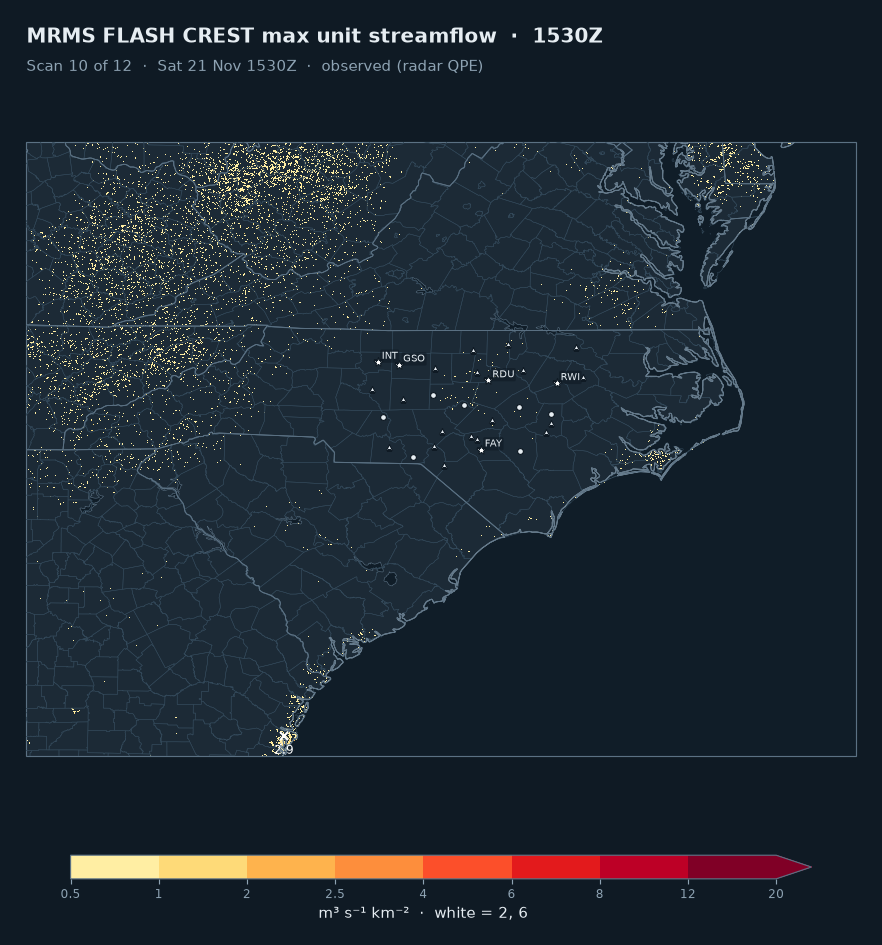 MRMS FLASH CREST max unit streamflow · 1530Z
Scan 10 of 12 · Sat 21 Nov 1530Z · observed (radar QPE)
INT GSO
RDU
RWI
FAY
2.9
0.5 1 2 2.5 4 6 8 12 20
m³ s⁻¹ km⁻² · white = 2, 6